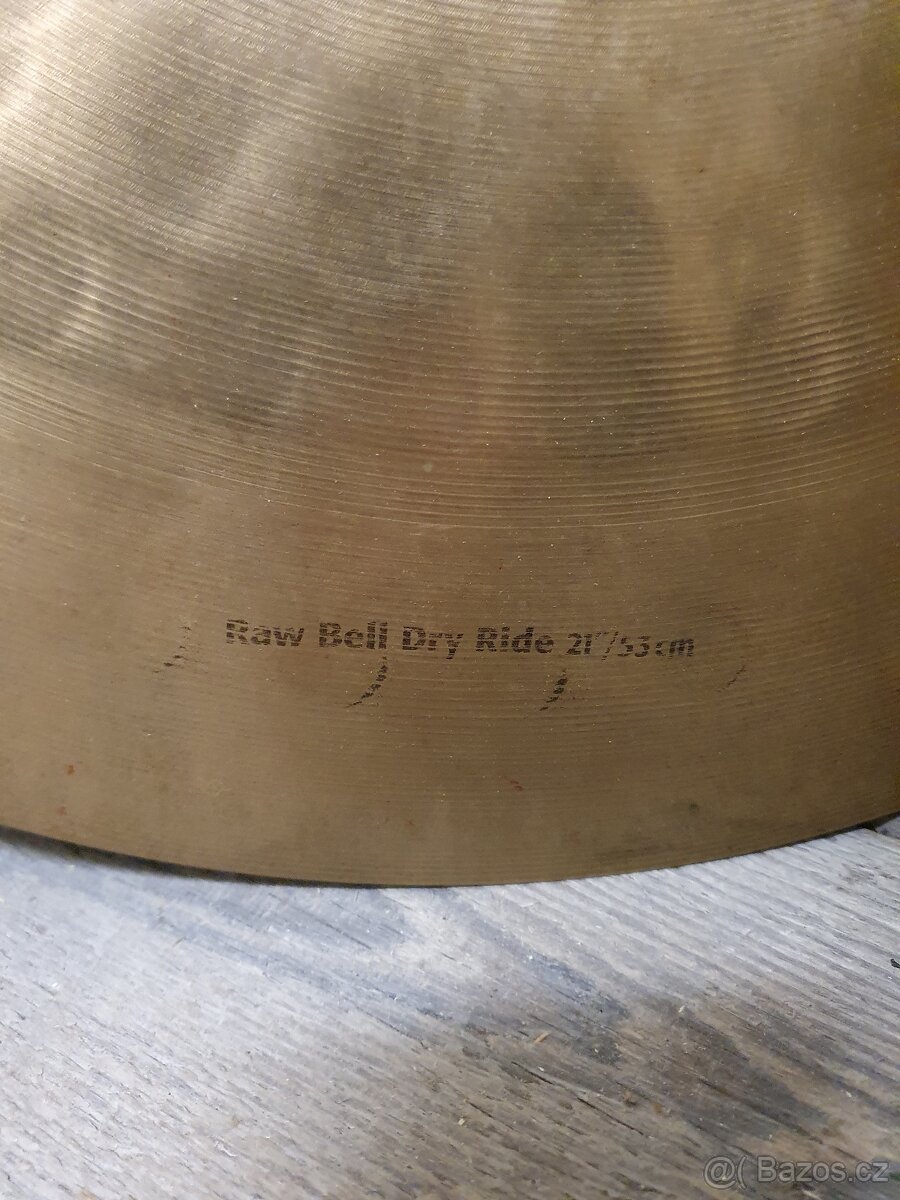 Raw Bell Dry Ride 21"/53cm
@( Bazos.cz